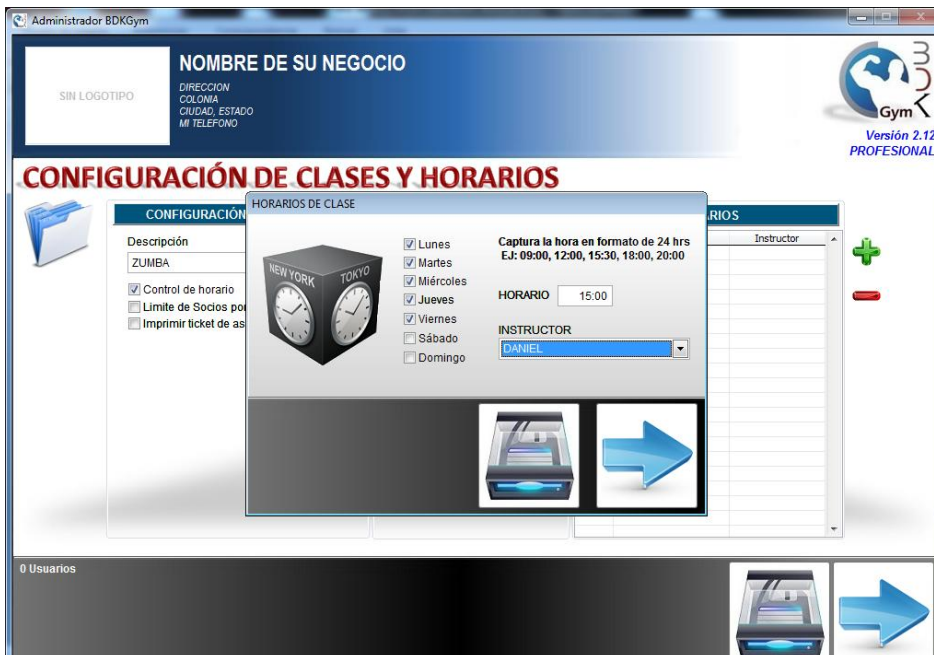 Administrador BDKGym
SIN LOGOTIPO
NOMBRE DE SU NEGOCIO
DIRECCION
COLONIA
CIUDAD, ESTADO
MI TELEFONO
BDK
Gym
Versión 2.12
PROFESIONAL
CONFIGURACIÓN DE CLASES Y HORARIOS
CONFIGURACIÓN
RIOS
Descripción
ZUMBA
Control de horario
Limite de Socios por
Imprimir ticket de as
Instructor
HORARIOS DE CLASE
NEW YORK
TOKYO
Lunes
Martes
Miércoles
Jueves
Viernes
Sábado
Domingo
Captura la hora en formato de 24 hrs
EJ: 09:00, 12:00, 15:30, 18:00, 20:00
HORARIO 15:00
INSTRUCTOR
DANIEL
0 Usuarios